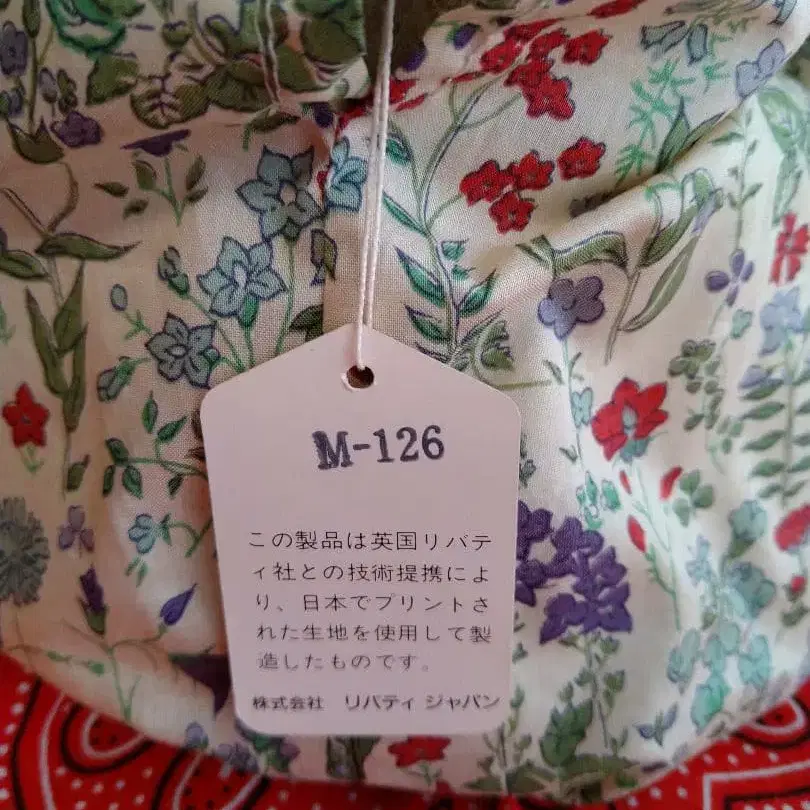 M-126
この製品は英国リバテ
ィ社との技術提携によ
り、日本でプリントさ
れた生地を使用して製
造したものです。
株式会社 リバティ ジャパン